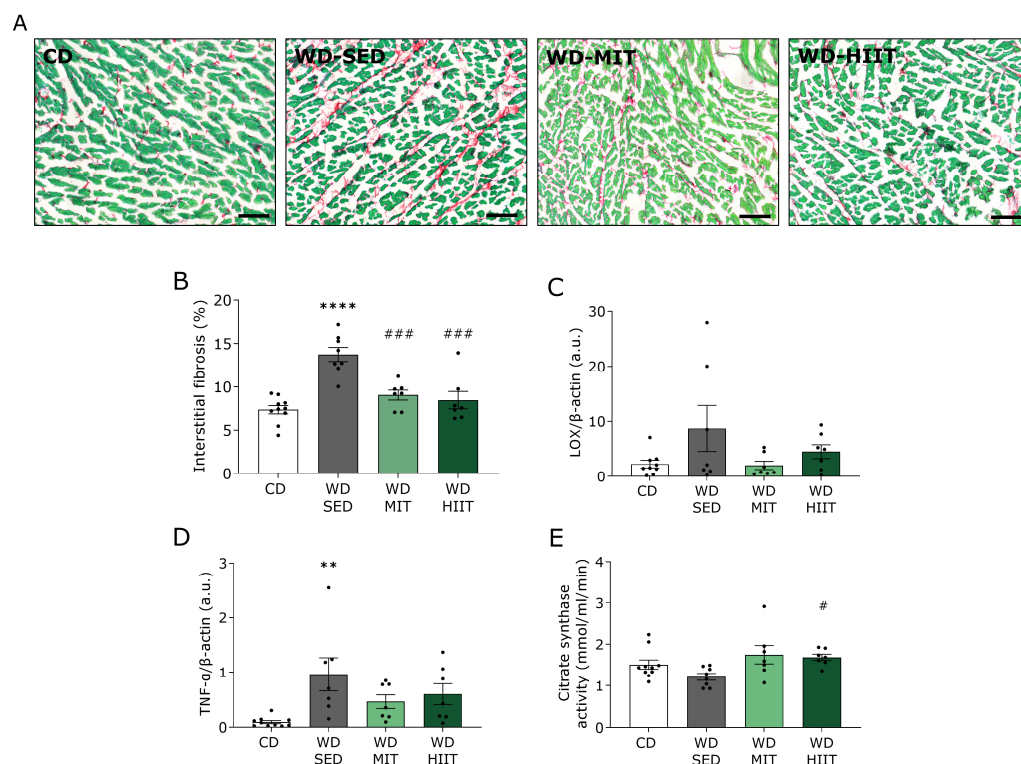 A
CD
WD-SED
WD-MIT
WD-HIIT
B
Interstitial fibrosis (%)
20
15
10
5
0
****
###
###
CD
WD
SED
WD
MIT
WD
HIIT
C
LOX/β-actin (a.u.)
30
20
10
0
CD
WD
SED
WD
MIT
WD
HIIT
D
TNF-α/β-actin (a.u.)
3
2
1
0
**
CD
WD
SED
WD
MIT
WD
HIIT
E
Citrate synthase
activity (mmol/ml/min)
4
3
2
1
0
#
CD
WD
SED
WD
MIT
WD
HIIT